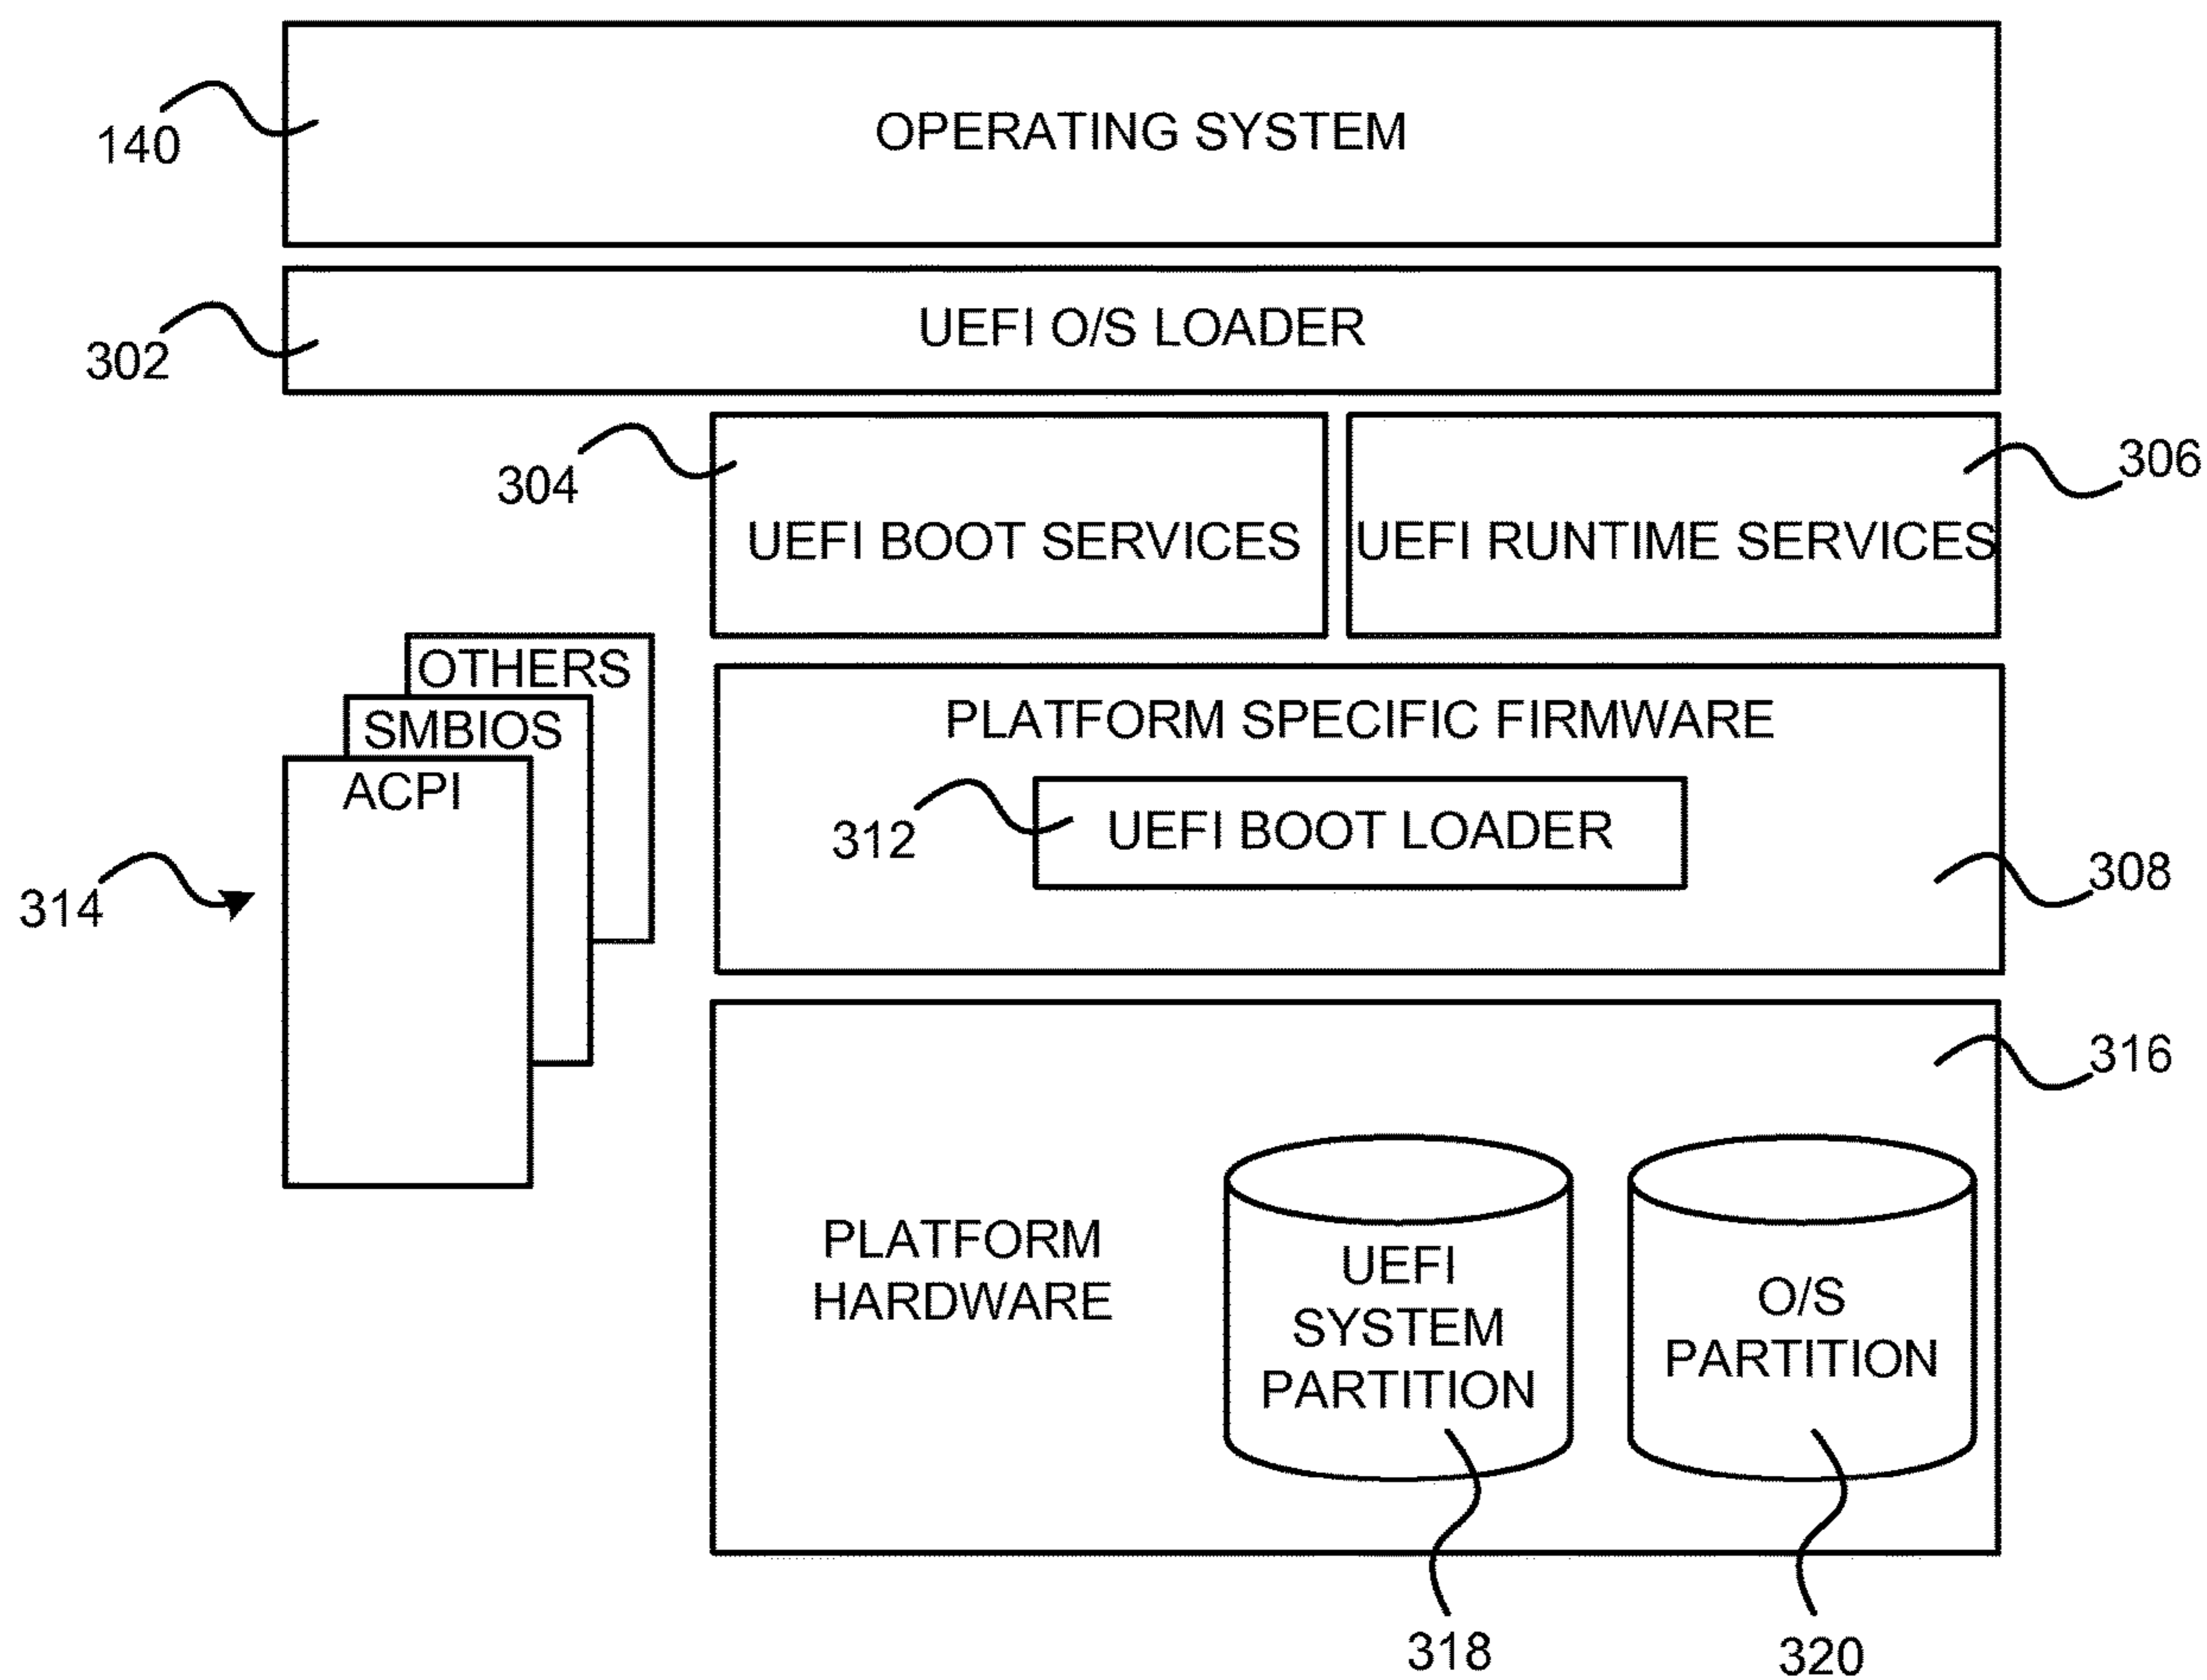 OPERATING SYSTEM
140
UEFI O/S LOADER
302
304
306
UEFI BOOT SERVICES
UEFI RUNTIME SERVICES
OTHERS
SMBIOS
ACPI
314
PLATFORM SPECIFIC FIRMWARE
312
UEFI BOOT LOADER
308
316
PLATFORM
HARDWARE
UEFI
SYSTEM
PARTITION
O/S
PARTITION
318
320